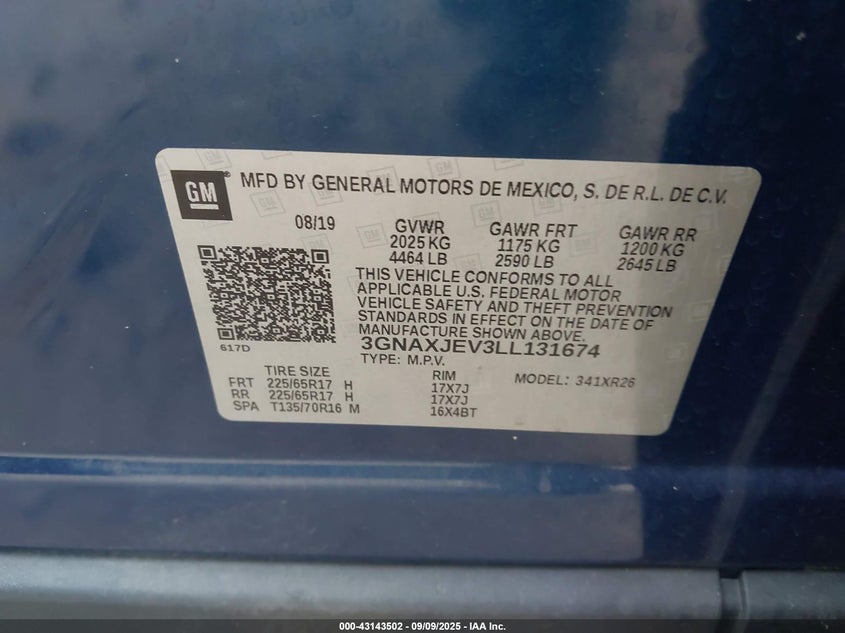 GM MFD BY GENERAL MOTORS DE MEXICO, S. DE R.L. DE C.V.
08/19 GVWR GAWR FRT GAWR RR
2025 KG 1175 KG 1200 KG
4464 LB 2590 LB 2645 LB
THIS VEHICLE CONFORMS TO ALL
APPLICABLE U.S. FEDERAL MOTOR
VEHICLE SAFETY AND THEFT PREVENTION
STANDARDS IN EFFECT ON THE DATE OF
MANUFACTURE SHOWN ABOVE.
617D 3GNAXJEV3LL131674
TYPE: M.P.V.
TIRE SIZE RIM MODEL: 341XR26
FRT 225/65R17 H 17X7J
RR 225/65R17 H 17X7J
SPA T135/70R16 M 16X4BT
000-43143502 - 09/09/2025 - IAA Inc.